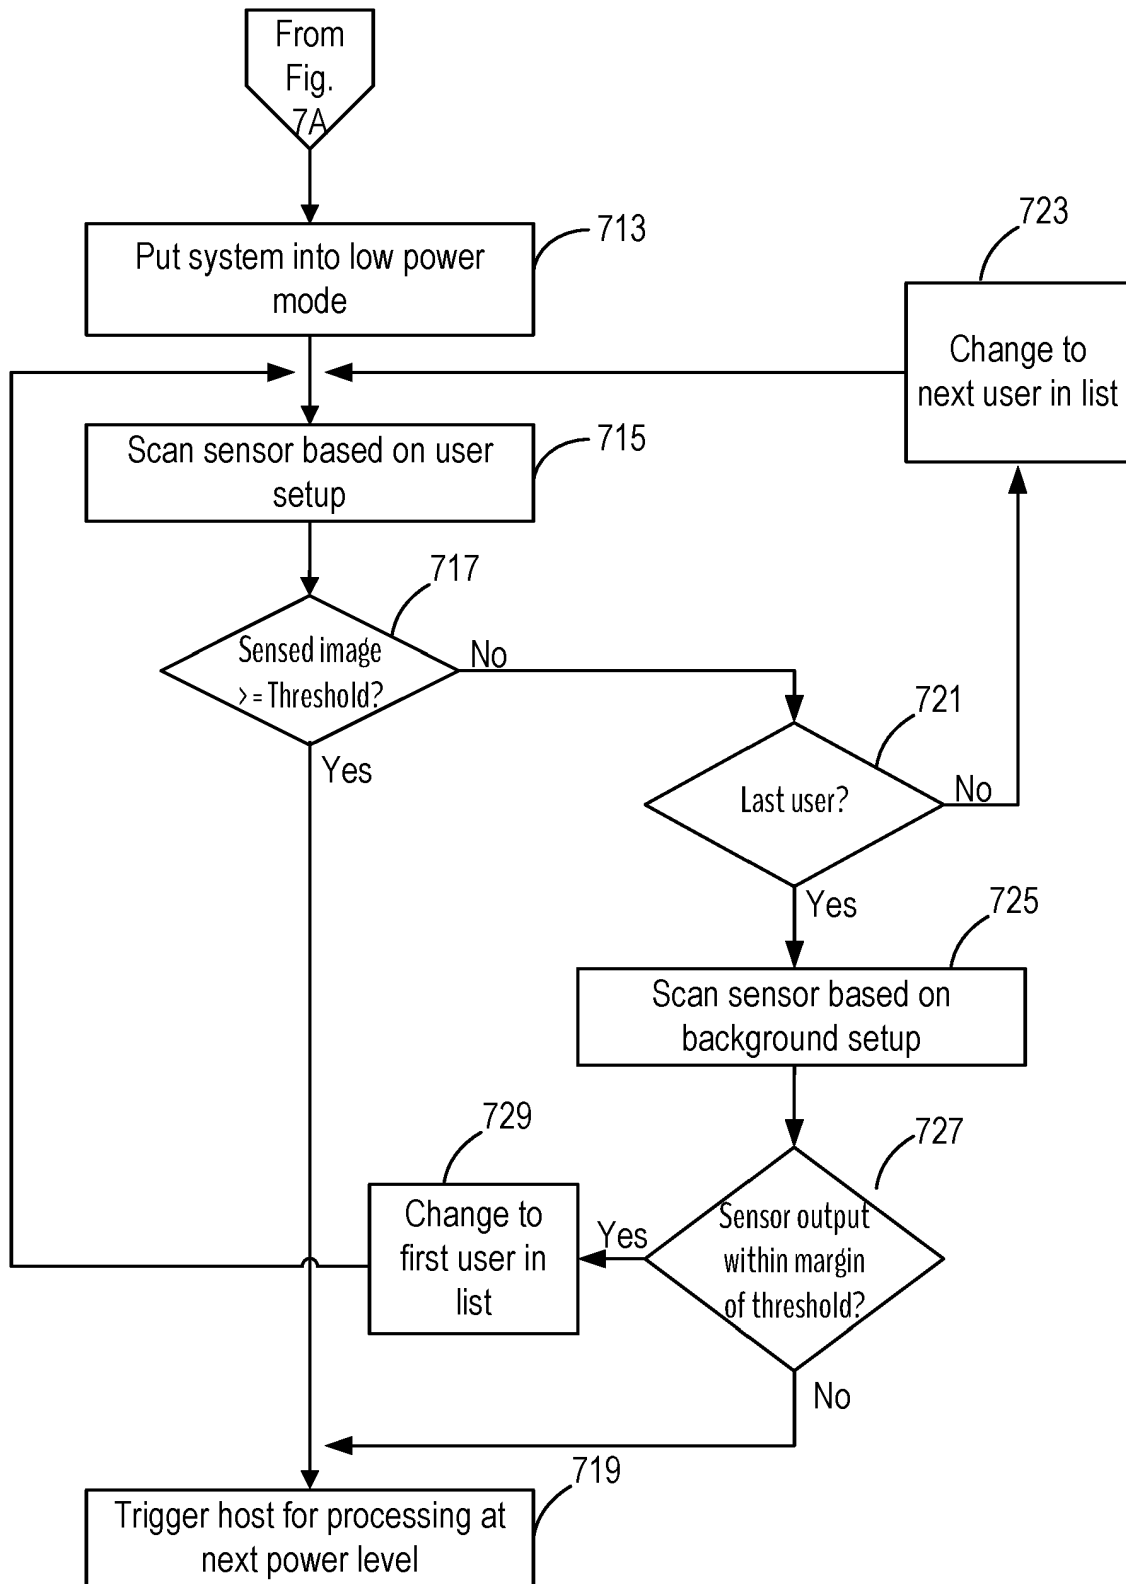 From
Fig.
7A
713
Put system into low power
mode
723
Change to
next user in list
715
Scan sensor based on user
setup
717
Sensed image
>= Threshold?
No
Yes
721
Last user?
No
Yes
725
Scan sensor based on
background setup
729
Change to
first user in
list
Yes
727
Sensor output
within margin
of threshold?
No
719
Trigger host for processing at
next power level